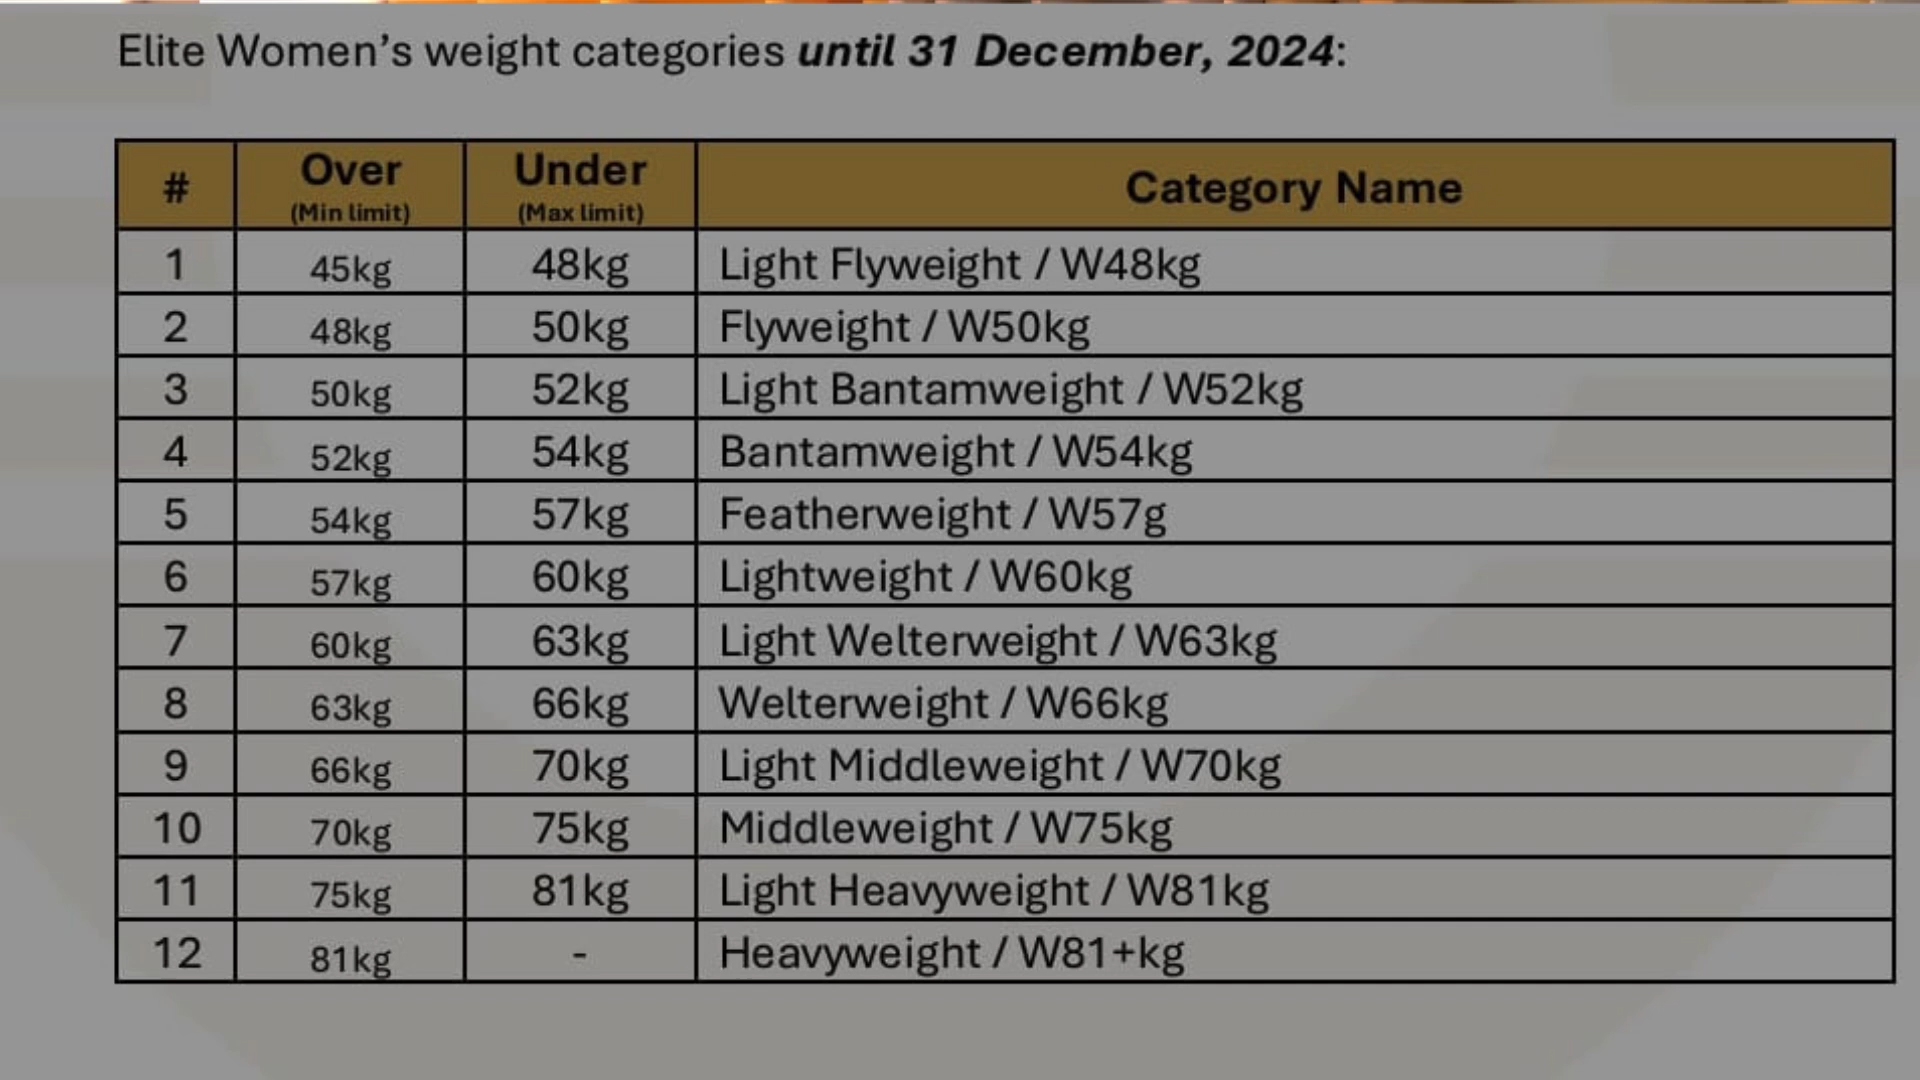 Elite Women’s weight categories until 31 December, 2024:
# Over (Min limit) Under (Max limit) Category Name
1 45kg 48kg Light Flyweight / W48kg
2 48kg 50kg Flyweight / W50kg
3 50kg 52kg Light Bantamweight / W52kg
4 52kg 54kg Bantamweight / W54kg
5 54kg 57kg Featherweight / W57g
6 57kg 60kg Lightweight / W60kg
7 60kg 63kg Light Welterweight / W63kg
8 63kg 66kg Welterweight / W66kg
9 66kg 70kg Light Middleweight / W70kg
10 70kg 75kg Middleweight / W75kg
11 75kg 81kg Light Heavyweight / W81kg
12 81kg - Heavyweight / W81+kg